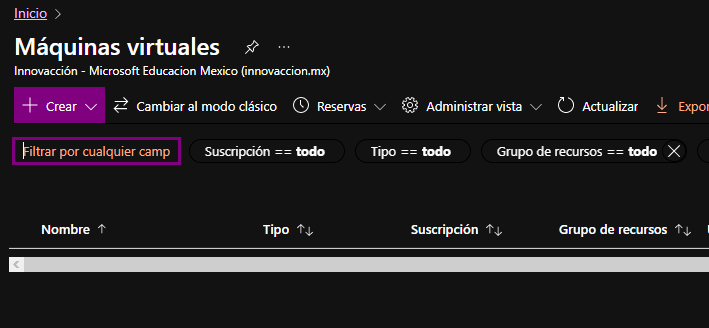 Inicio
Máquinas virtuales
Innovacción - Microsoft Educacion Mexico (innovaccion.mx)
Crear Cambiar al modo clásico Reservas Administrar vista Actualizar Expor
Filtrar por cualquier camp Suscripción == todo Tipo == todo Grupo de recursos == todo
Nombre Tipo Suscripción Grupo de recursos